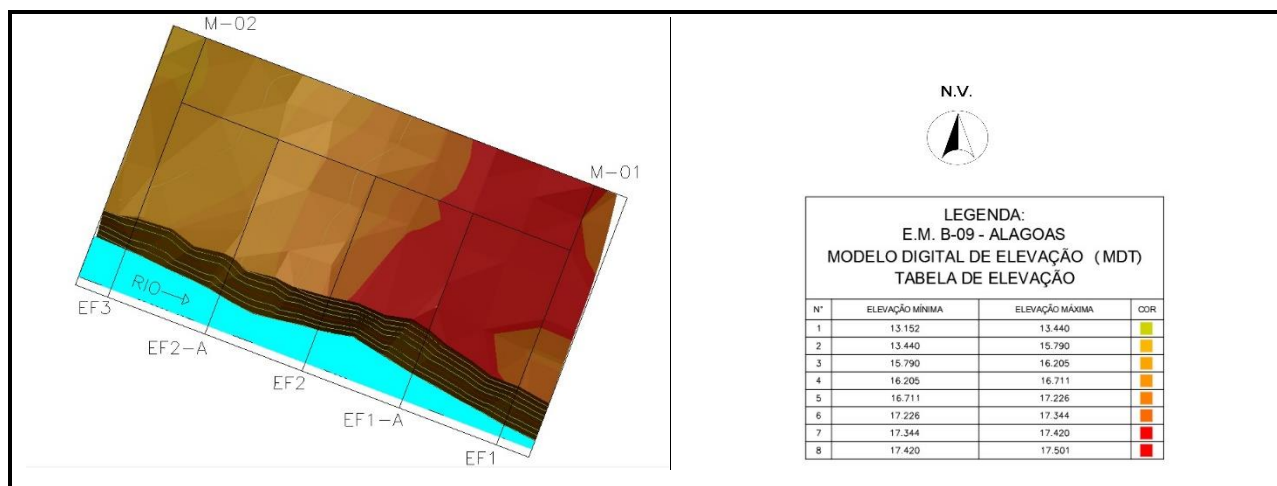 M-02
M-01
RIO
EF3
EF2-A
EF2
EF1-A
EF1
N.V.
LEGENDA:
E.M. B-09 - ALAGOAS
MODELO DIGITAL DE ELEVAÇÃO (MDT)
TABELA DE ELEVAÇÃO
N° ELEVAÇÃO MÍNIMA ELEVAÇÃO MÁXIMA COR
1 13.152 13.440
2 13.440 15.790
3 15.790 16.205
4 16.205 16.711
5 16.711 17.226
6 17.226 17.344
7 17.344 17.420
8 17.420 17.501